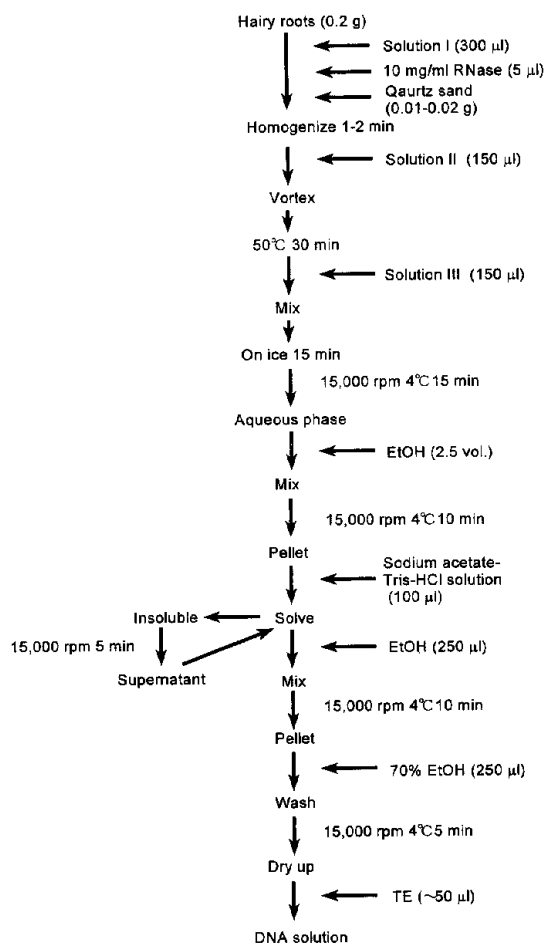 Hairy roots (0.2 g)
Solution I (300 µl)
10 mg/ml RNase (5 µl)
Qaurtz sand
(0.01-0.02 g)
Homogenize 1-2 min
Solution II (150 µl)
Vortex
50℃ 30 min
Solution III (150 µl)
Mix
On ice 15 min
15,000 rpm 4℃ 15 min
Aqueous phase
EtOH (2.5 vol.)
Mix
15,000 rpm 4℃ 10 min
Pellet
Sodium acetate-
Tris-HCl solution
(100 µl)
Insoluble
Solve
15,000 rpm 5 min
EtOH (250 µl)
Supernatant
Mix
15,000 rpm 4℃ 10 min
Pellet
70% EtOH (250 µl)
Wash
15,000 rpm 4℃ 5 min
Dry up
TE (~50 µl)
DNA solution